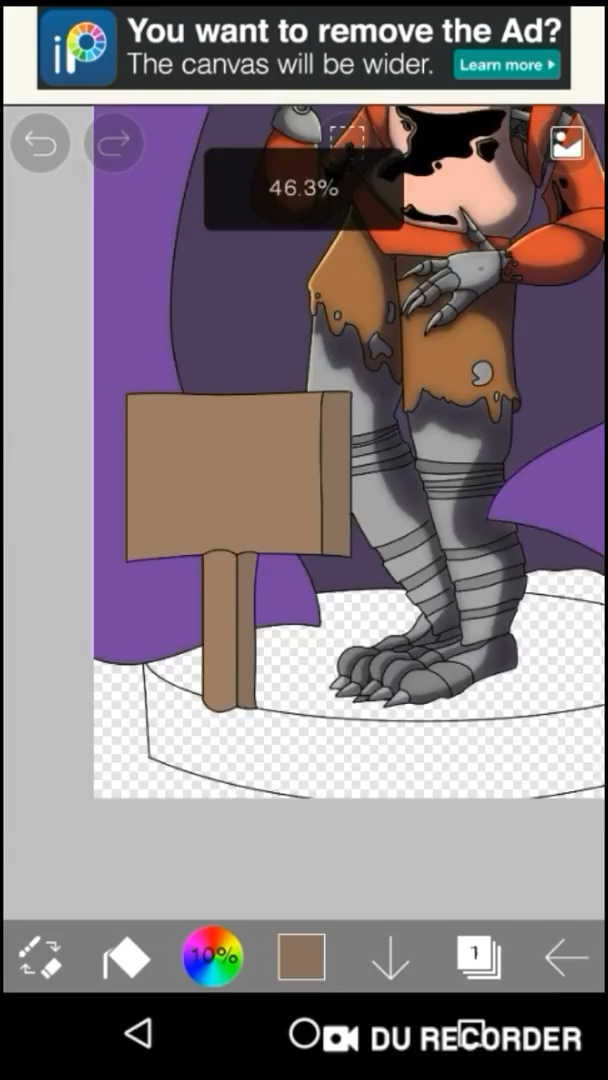 iP
You want to remove the Ad?
The canvas will be wider.
Learn more
46.3%
10%
1
DU RECORDER